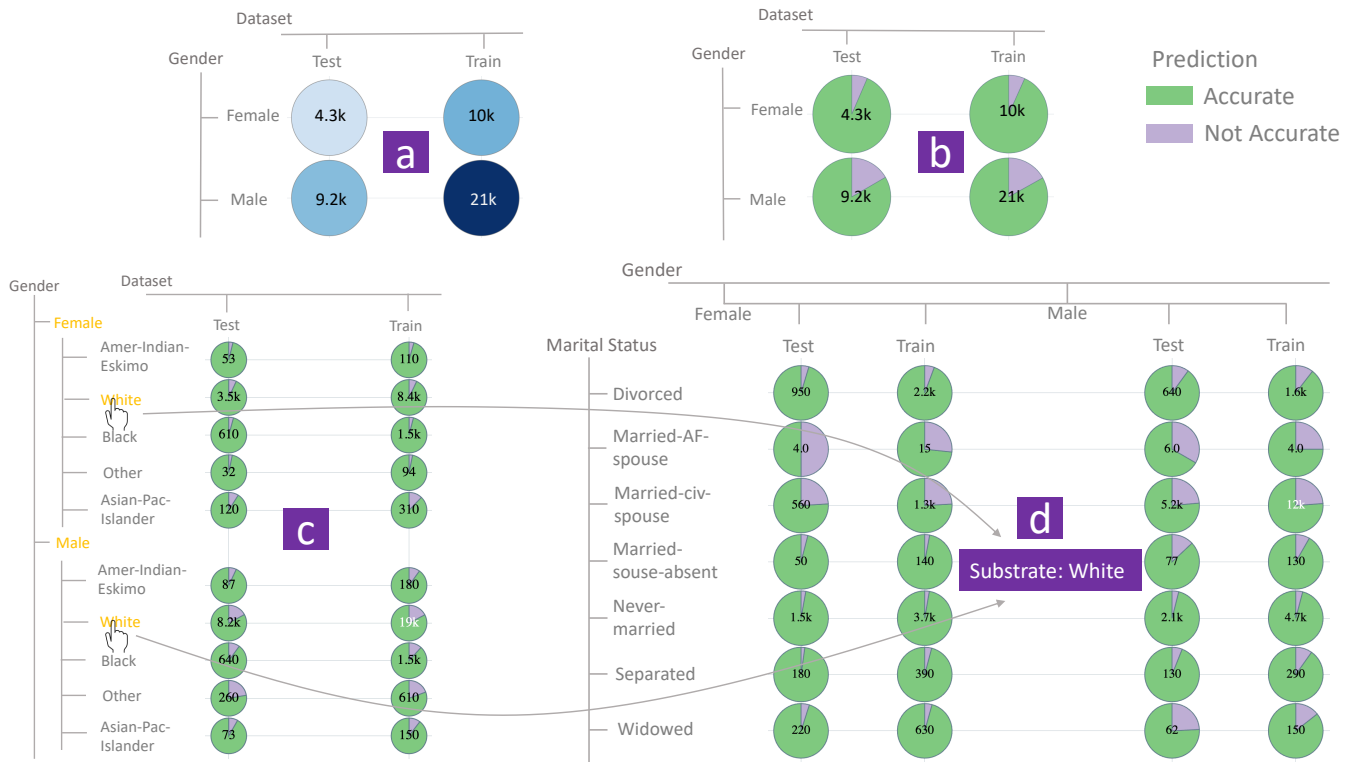 Dataset
Gender
Test
Train
Female
4.3k
10k
a
Male
9.2k
21k
Dataset
Gender
Test
Train
Female
4.3k
10k
b
Male
9.2k
21k
Prediction
Accurate
Not Accurate
Gender
Dataset
Female
Test
Train
Amer-Indian-
Eskimo
53
110
White
3.5k
8.4k
Black
610
1.5k
Other
32
94
Asian-Pac-
Islander
120
310
c
Male
Amer-Indian-
Eskimo
87
180
White
8.2k
19k
Black
640
1.5k
Other
260
610
Asian-Pac-
Islander
73
150
Gender
Female
Male
Marital Status
Test
Train
Test
Train
Divorced
950
2.2k
640
1.6k
Married-AF-
spouse
4.0
15
6.0
4.0
Married-civ-
spouse
560
1.3k
5.2k
12k
d
Married-
souse-absent
50
140
77
130
Substrate: White
Never-
married
1.5k
3.7k
2.1k
4.7k
Separated
180
390
130
290
Widowed
220
630
62
150